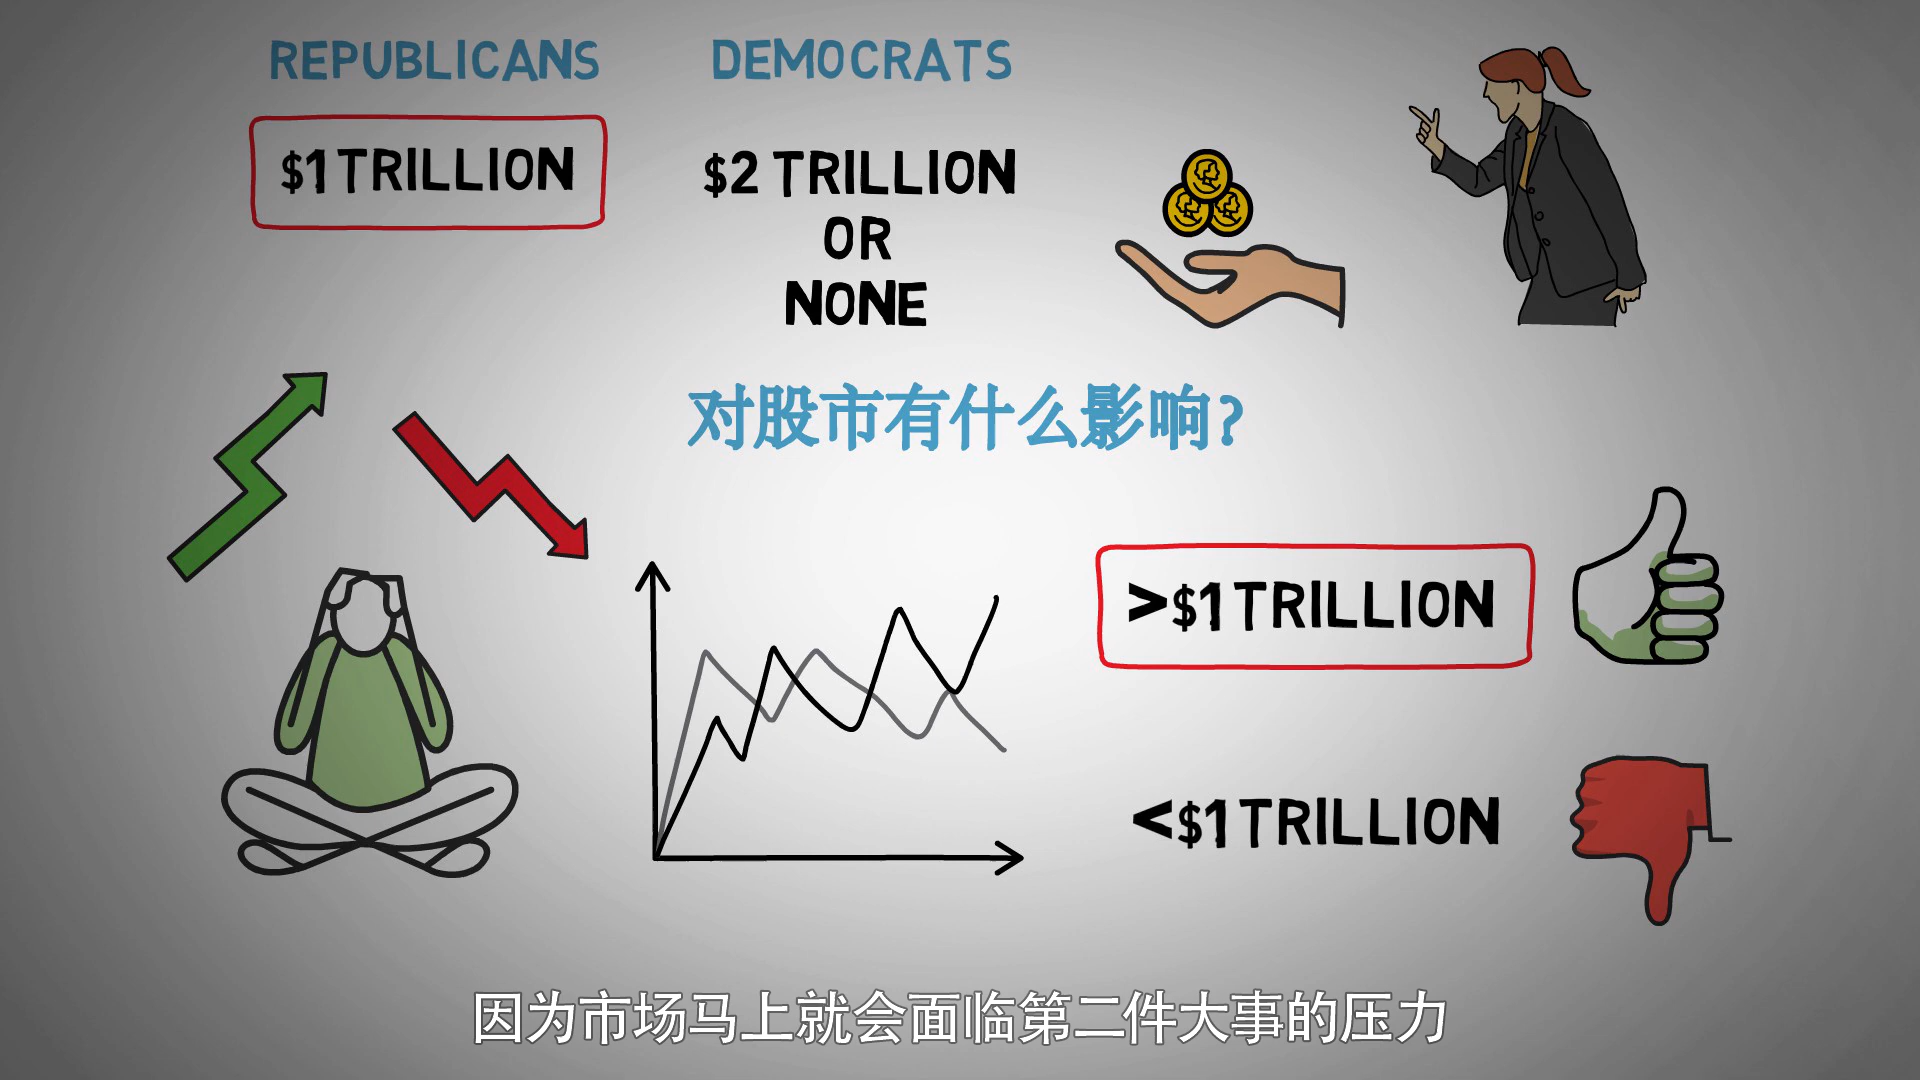 REPUBLICANS
DEMOCRATS
$1 TRILLION
$2 TRILLION
OR
NONE
对股市有什么影响?
>$1 TRILLION
<$1 TRILLION
因为市场马上就会面临第二件大事的压力